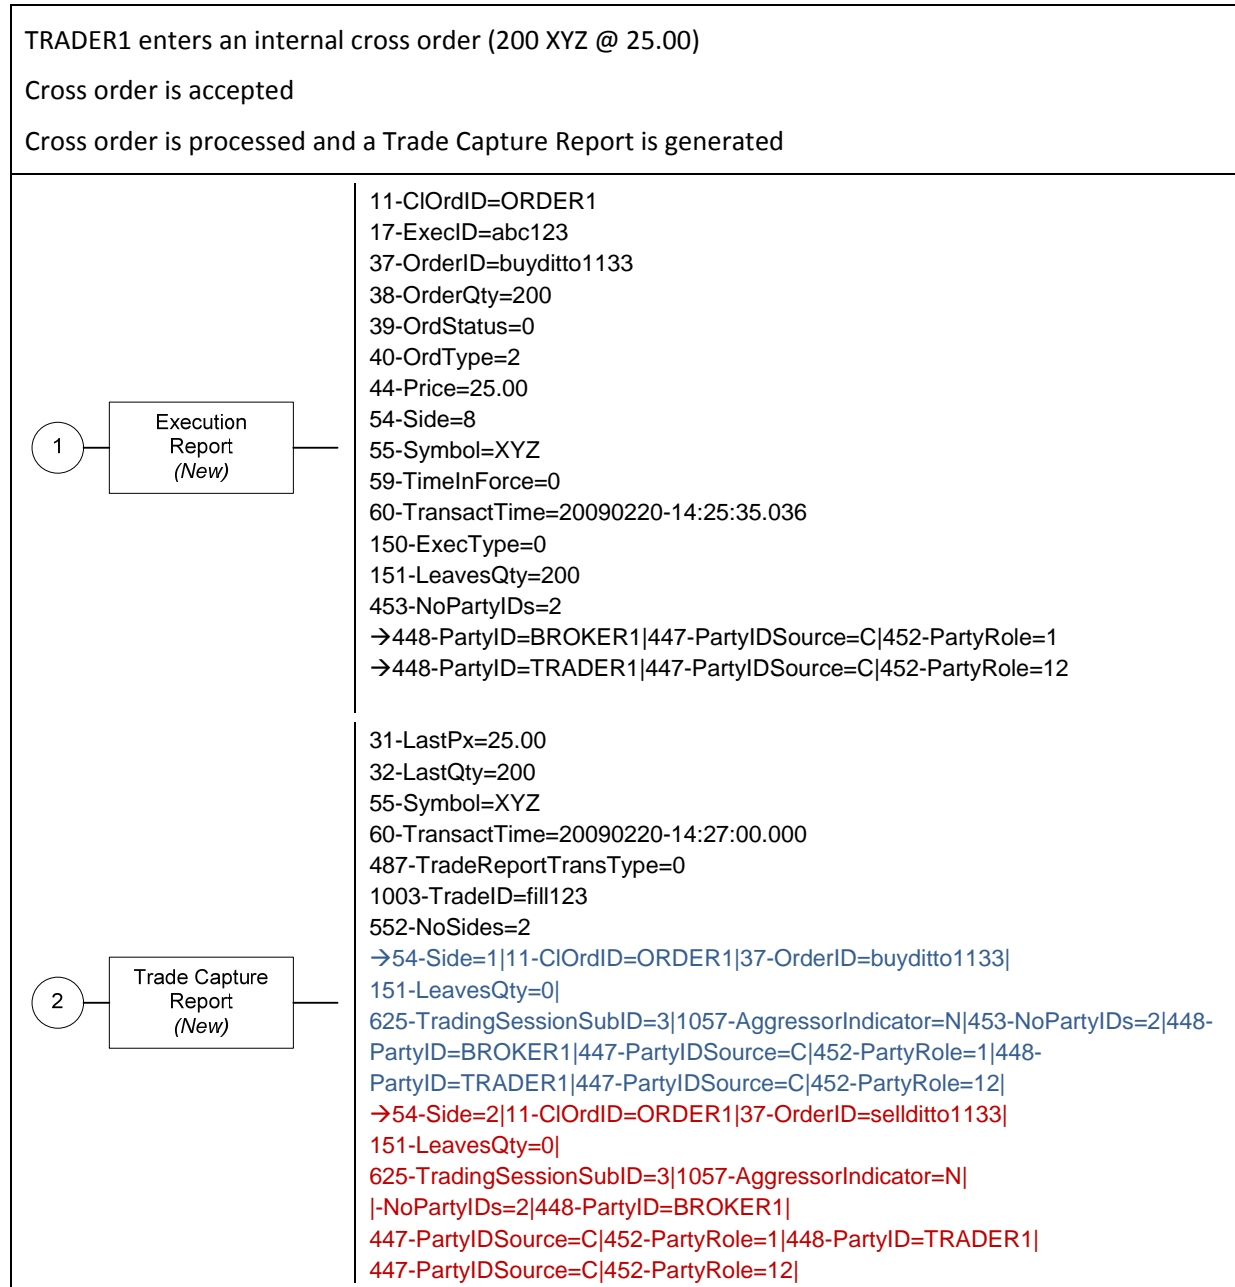 TRADER1 enters an internal cross order (200 XYZ @ 25.00)
Cross order is accepted
Cross order is processed and a Trade Capture Report is generated
1
Execution
Report
(New)
11-ClOrdID=ORDER1
17-ExecID=abc123
37-OrderID=buyditto1133
38-OrderQty=200
39-OrdStatus=0
40-OrdType=2
44-Price=25.00
54-Side=8
55-Symbol=XYZ
59-TimeInForce=0
60-TransactTime=20090220-14:25:35.036
150-ExecType=0
151-LeavesQty=200
453-NoPartyIDs=2
→448-PartyID=BROKER1|447-PartyIDSource=C|452-PartyRole=1
→448-PartyID=TRADER1|447-PartyIDSource=C|452-PartyRole=12
2
Trade Capture
Report
(New)
31-LastPx=25.00
32-LastQty=200
55-Symbol=XYZ
60-TransactTime=20090220-14:27:00.000
487-TradeReportTransType=0
1003-TradeID=fill123
552-NoSides=2
→54-Side=1|11-ClOrdID=ORDER1|37-OrderID=buyditto1133|
151-LeavesQty=0|
625-TradingSessionSubID=3|1057-AggressorIndicator=N|453-NoPartyIDs=2|448-
PartyID=BROKER1|447-PartyIDSource=C|452-PartyRole=1|448-
PartyID=TRADER1|447-PartyIDSource=C|452-PartyRole=12|
→54-Side=2|11-ClOrdID=ORDER1|37-OrderID=sellditto1133|
151-LeavesQty=0|
625-TradingSessionSubID=3|1057-AggressorIndicator=N|
|-NoPartyIDs=2|448-PartyID=BROKER1|
447-PartyIDSource=C|452-PartyRole=1|448-PartyID=TRADER1|
447-PartyIDSource=C|452-PartyRole=12|